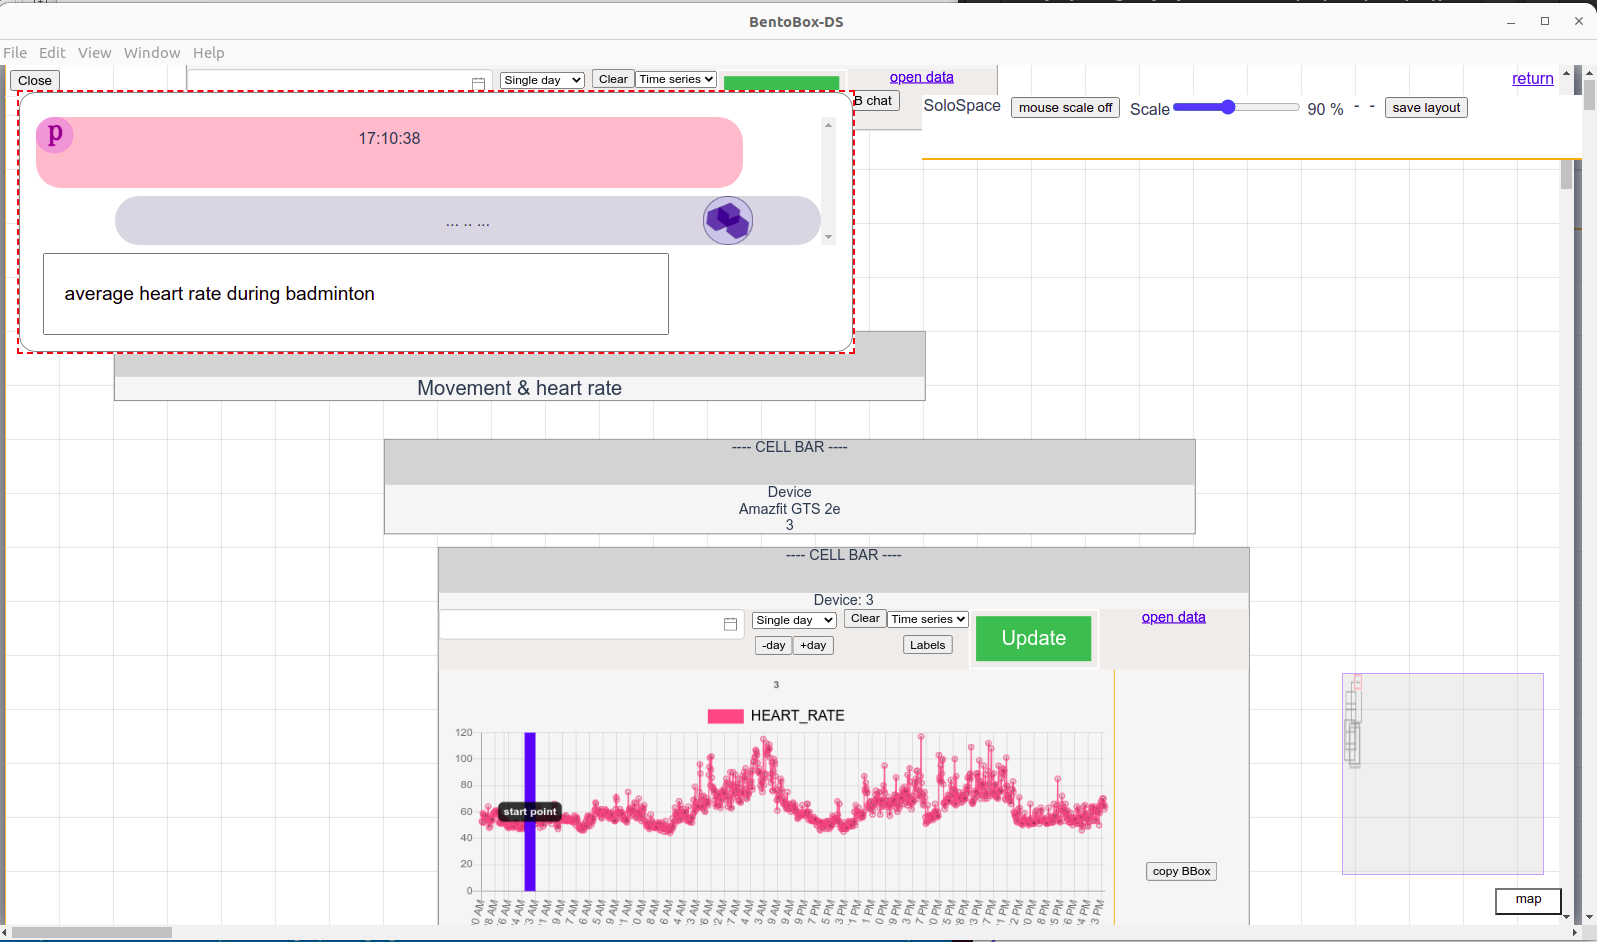 BentoBox-DS
File Edit View Window Help
Close
Single day
Clear
Time series
open data
return
B chat
SoloSpace
mouse scale off
Scale
90 %
- -
save layout
p
17:10:38
... .. ...
average heart rate during badminton
Movement & heart rate
---- CELL BAR ----
Device
Amazfit GTS 2e
3
---- CELL BAR ----
Device: 3
Single day
Clear
Time series
Update
open data
-day
+day
Labels
3
HEART_RATE
120
100
80
60
40
20
0
start point
copy BBox
map